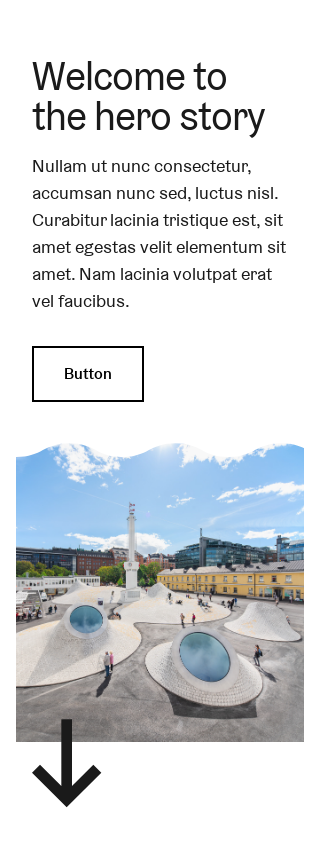 Welcome to
the hero story
Nullam ut nunc consectetur,
accumsan nunc sed, luctus nisl.
Curabitur lacinia tristique est, sit
amet egestas velit elementum sit
amet. Nam lacinia volutpat erat
vel faucibus.
Button